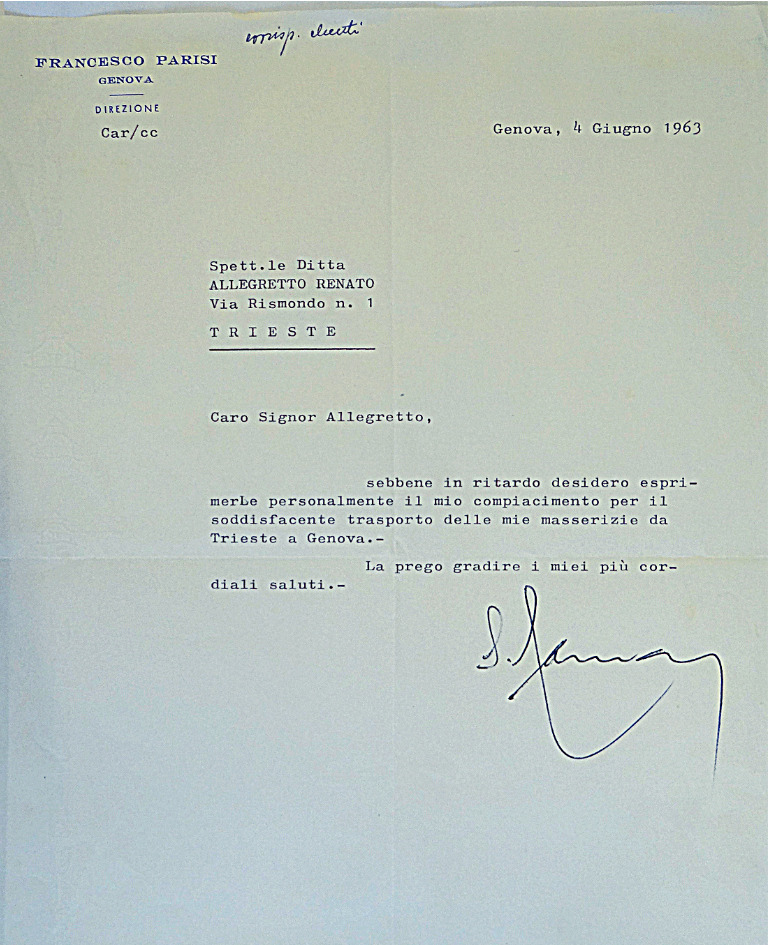 corrisp. clienti
FRANCESCO PARISI
GENOVA
DIREZIONE
Car/cc
Genova, 4 Giugno 1963
Spett.le Ditta
ALLEGRETTO RENATO
Via Rismondo n. 1
T R I E S T E
Caro Signor Allegretto,
sebbene in ritardo desidero espri-
merLe personalmente il mio compiacimento per il
soddisfacente trasporto delle mie masserizie da
Trieste a Genova.-
La prego gradire i miei più cor-
diali saluti.-